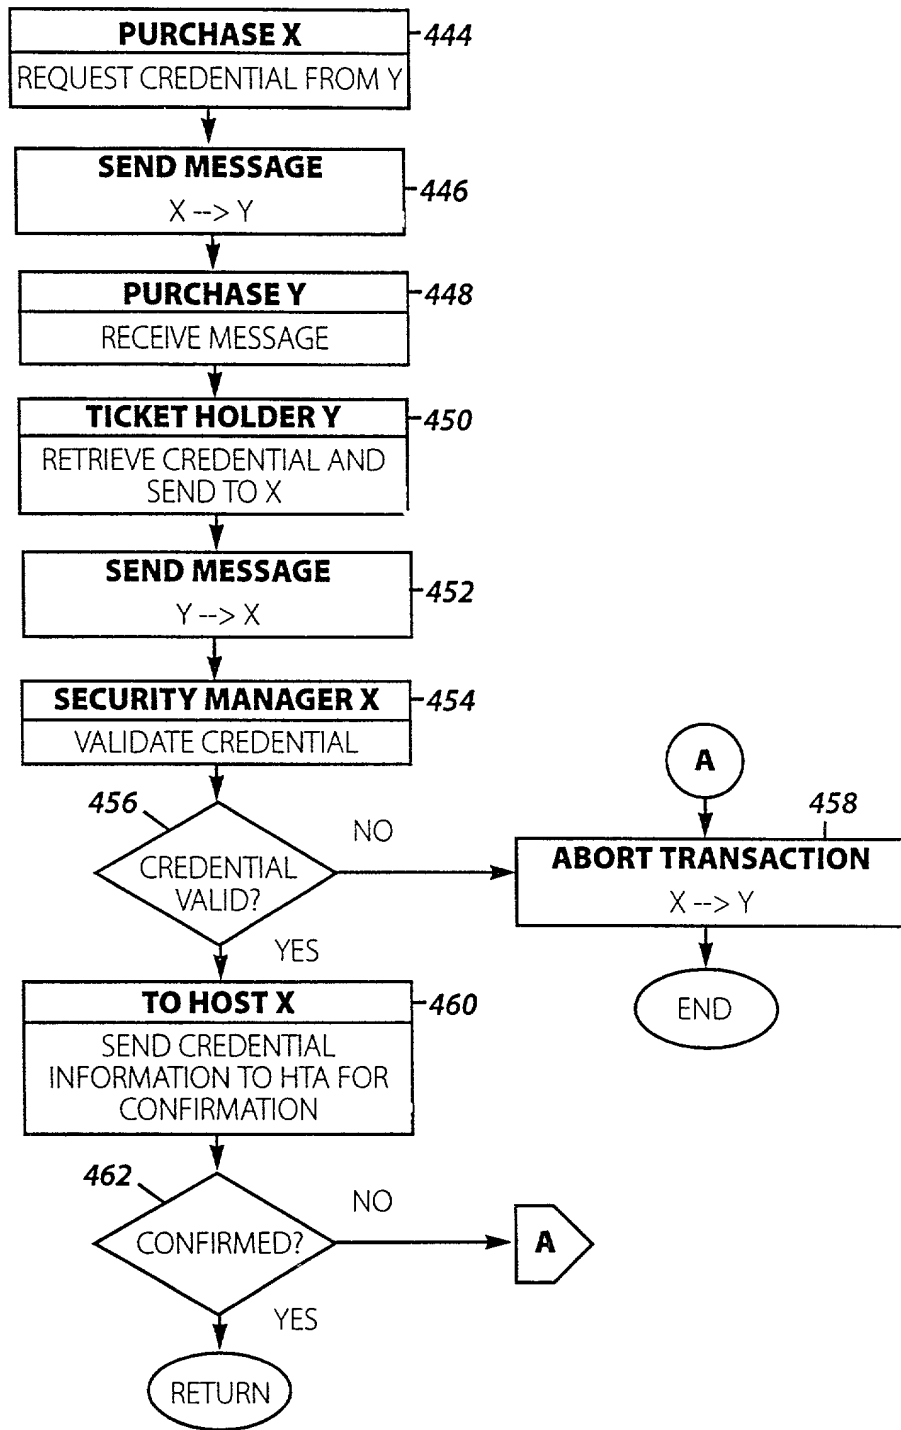 PURCHASE X
444
REQUEST CREDENTIAL FROM Y
SEND MESSAGE
446
X --> Y
PURCHASE Y
448
RECEIVE MESSAGE
TICKET HOLDER Y
450
RETRIEVE CREDENTIAL AND
SEND TO X
SEND MESSAGE
452
Y --> X
SECURITY MANAGER X
454
VALIDATE CREDENTIAL
456
CREDENTIAL
VALID?
NO
YES
A
458
ABORT TRANSACTION
X --> Y
END
TO HOST X
460
SEND CREDENTIAL
INFORMATION TO HTA FOR
CONFIRMATION
462
CONFIRMED?
NO
A
YES
RETURN